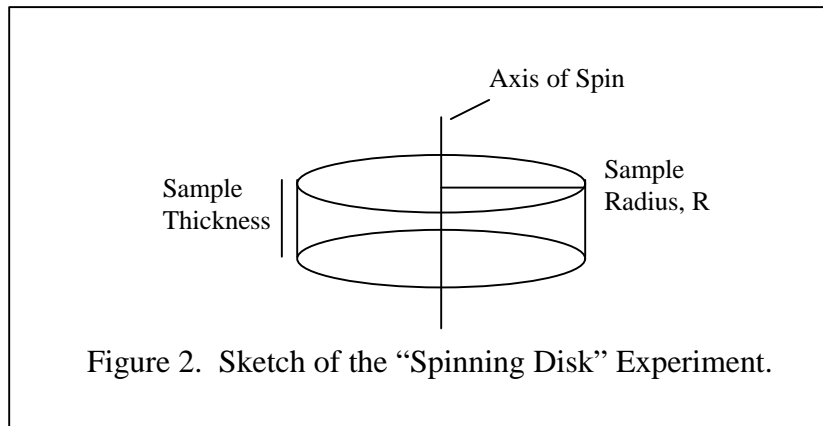 Axis of Spin
Sample
Thickness
Sample
Radius, R
Figure 2.  Sketch of the “Spinning Disk” Experiment.